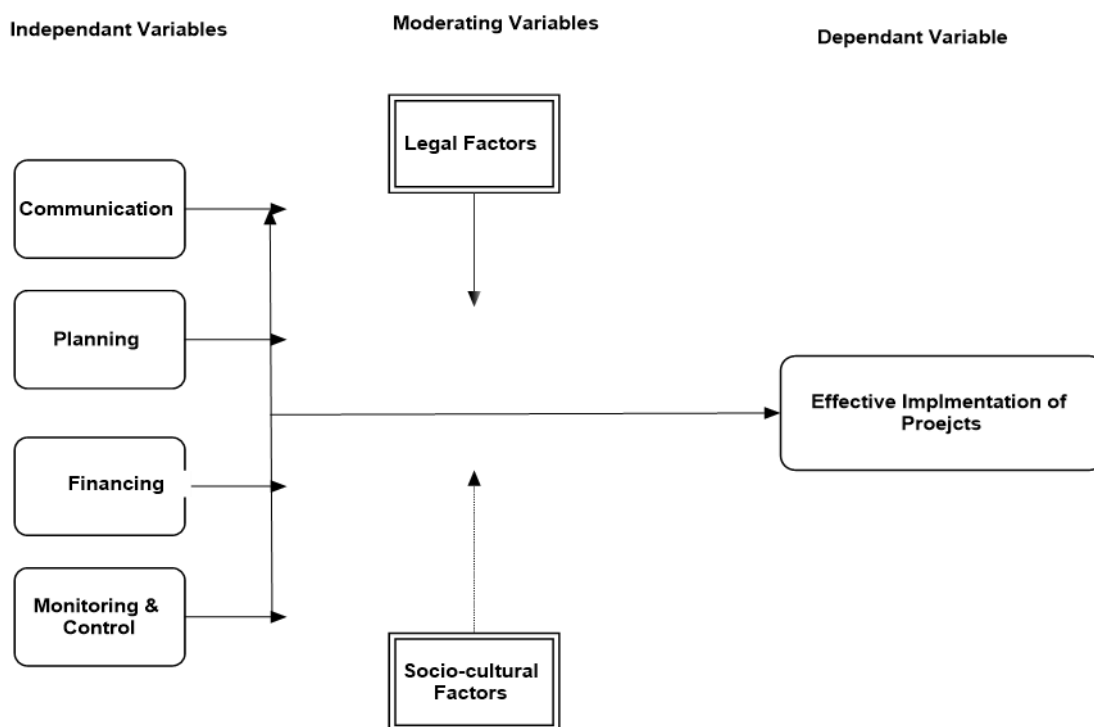 Independant Variables
Moderating Variables
Dependant Variable
Legal Factors
Communication
Planning
Effective Implmentation of
Proejcts
Financing
Monitoring &
Control
Socio-cultural
Factors